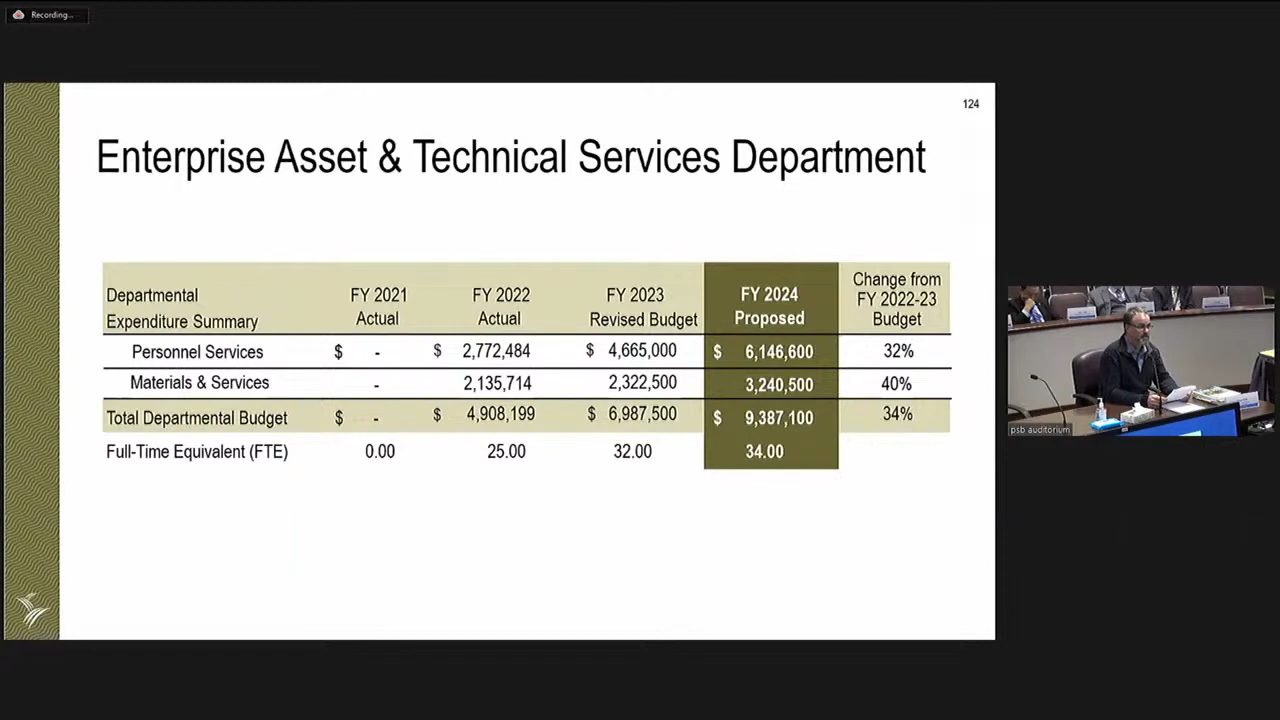 Recording...
124
Enterprise Asset & Technical Services Department
Departmental Expenditure Summary FY 2021 Actual FY 2022 Actual FY 2023 Revised Budget FY 2024 Proposed Change from FY 2022-23 Budget
Personnel Services $ - $ 2,772,484 $ 4,665,000 $ 6,146,600 32%
Materials & Services - 2,135,714 2,322,500 3,240,500 40%
Total Departmental Budget $ - $ 4,908,199 $ 6,987,500 $ 9,387,100 34%
Full-Time Equivalent (FTE) 0.00 25.00 32.00 34.00
psb auditorium